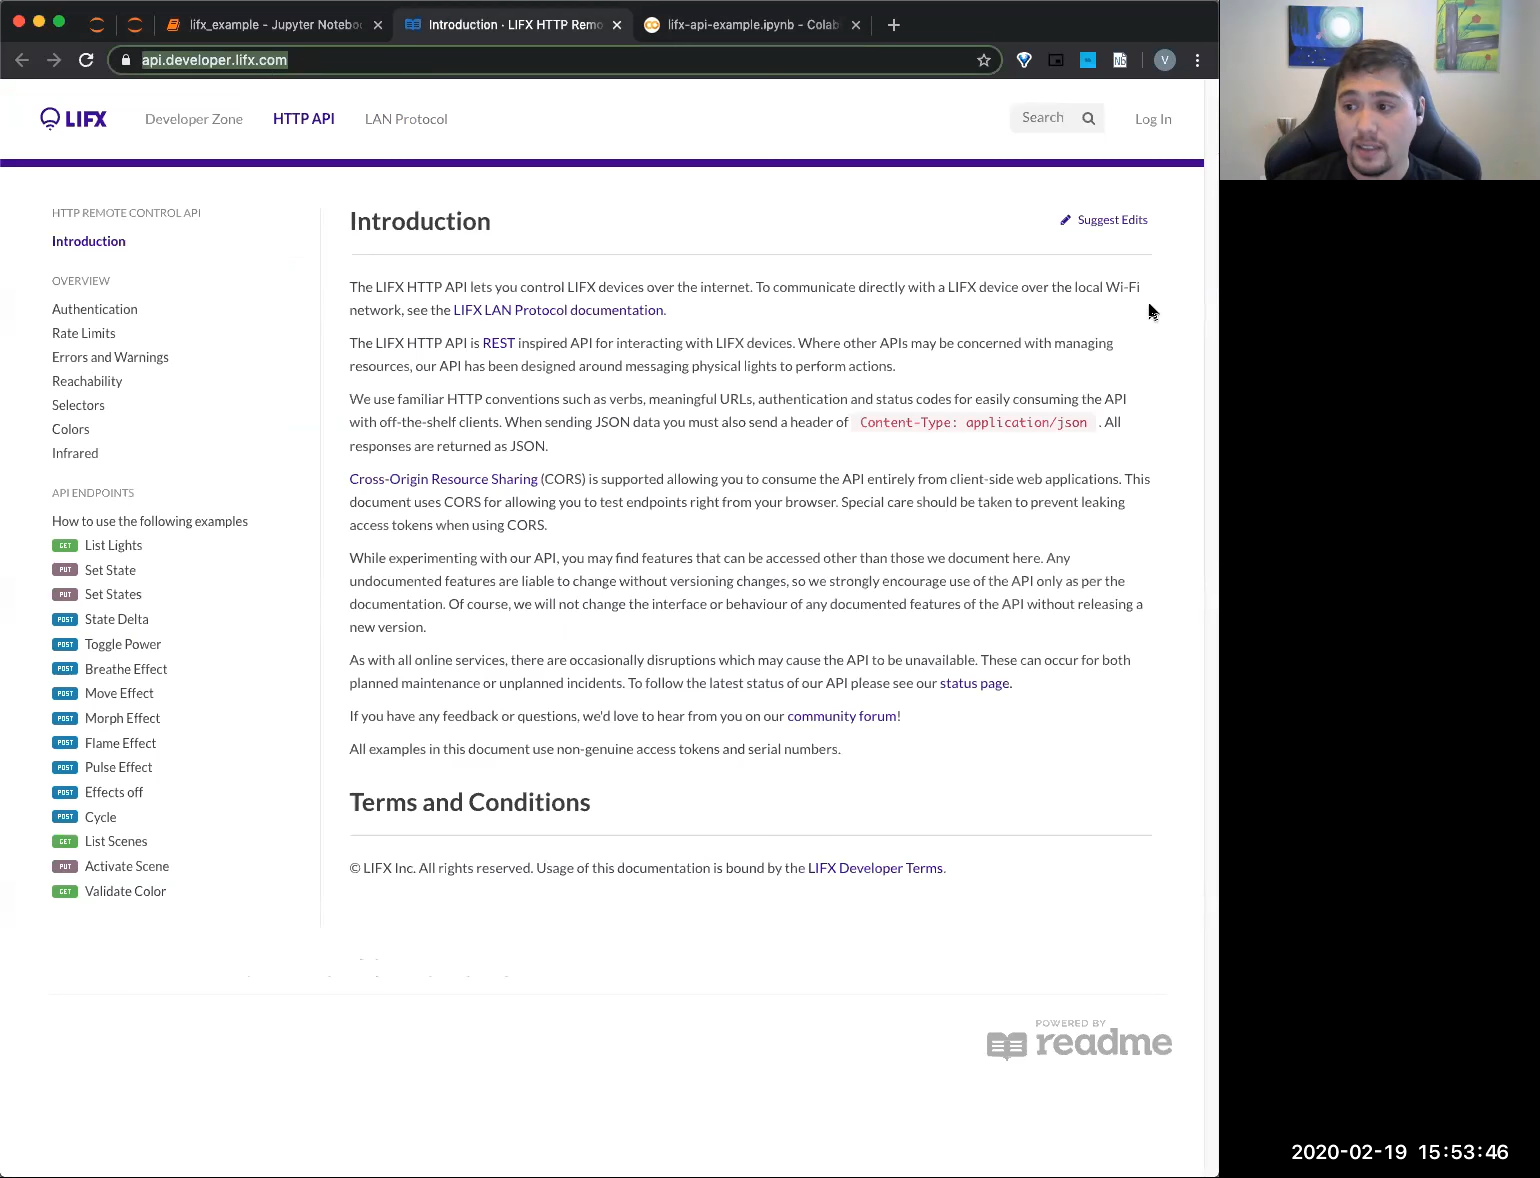 lifx_example - Jupyter Notebo
Introduction · LIFX HTTP Remo
lifx-api-example.ipynb - Colab
api.developer.lifx.com
V
LIFX
Developer Zone
HTTP API
LAN Protocol
Search
Log In
HTTP REMOTE CONTROL API
Introduction
OVERVIEW
Authentication
Rate Limits
Errors and Warnings
Reachability
Selectors
Colors
Infrared
API ENDPOINTS
How to use the following examples
GET List Lights
PUT Set State
PUT Set States
POST State Delta
POST Toggle Power
POST Breathe Effect
POST Move Effect
POST Morph Effect
POST Flame Effect
POST Pulse Effect
POST Effects off
POST Cycle
GET List Scenes
PUT Activate Scene
GET Validate Color
Introduction
Suggest Edits
The LIFX HTTP API lets you control LIFX devices over the internet. To communicate directly with a LIFX device over the local Wi-Fi
network, see the LIFX LAN Protocol documentation.
The LIFX HTTP API is REST inspired API for interacting with LIFX devices. Where other APIs may be concerned with managing
resources, our API has been designed around messaging physical lights to perform actions.
We use familiar HTTP conventions such as verbs, meaningful URLs, authentication and status codes for easily consuming the API
with off-the-shelf clients. When sending JSON data you must also send a header of Content-Type: application/json . All
responses are returned as JSON.
Cross-Origin Resource Sharing (CORS) is supported allowing you to consume the API entirely from client-side web applications. This
document uses CORS for allowing you to test endpoints right from your browser. Special care should be taken to prevent leaking
access tokens when using CORS.
While experimenting with our API, you may find features that can be accessed other than those we document here. Any
undocumented features are liable to change without versioning changes, so we strongly encourage use of the API only as per the
documentation. Of course, we will not change the interface or behaviour of any documented features of the API without releasing a
new version.
As with all online services, there are occasionally disruptions which may cause the API to be unavailable. These can occur for both
planned maintenance or unplanned incidents. To follow the latest status of our API please see our status page.
If you have any feedback or questions, we'd love to hear from you on our community forum!
All examples in this document use non-genuine access tokens and serial numbers.
Terms and Conditions
© LIFX Inc. All rights reserved. Usage of this documentation is bound by the LIFX Developer Terms.
POWERED BY
readme
2020-02-19 15:53:46